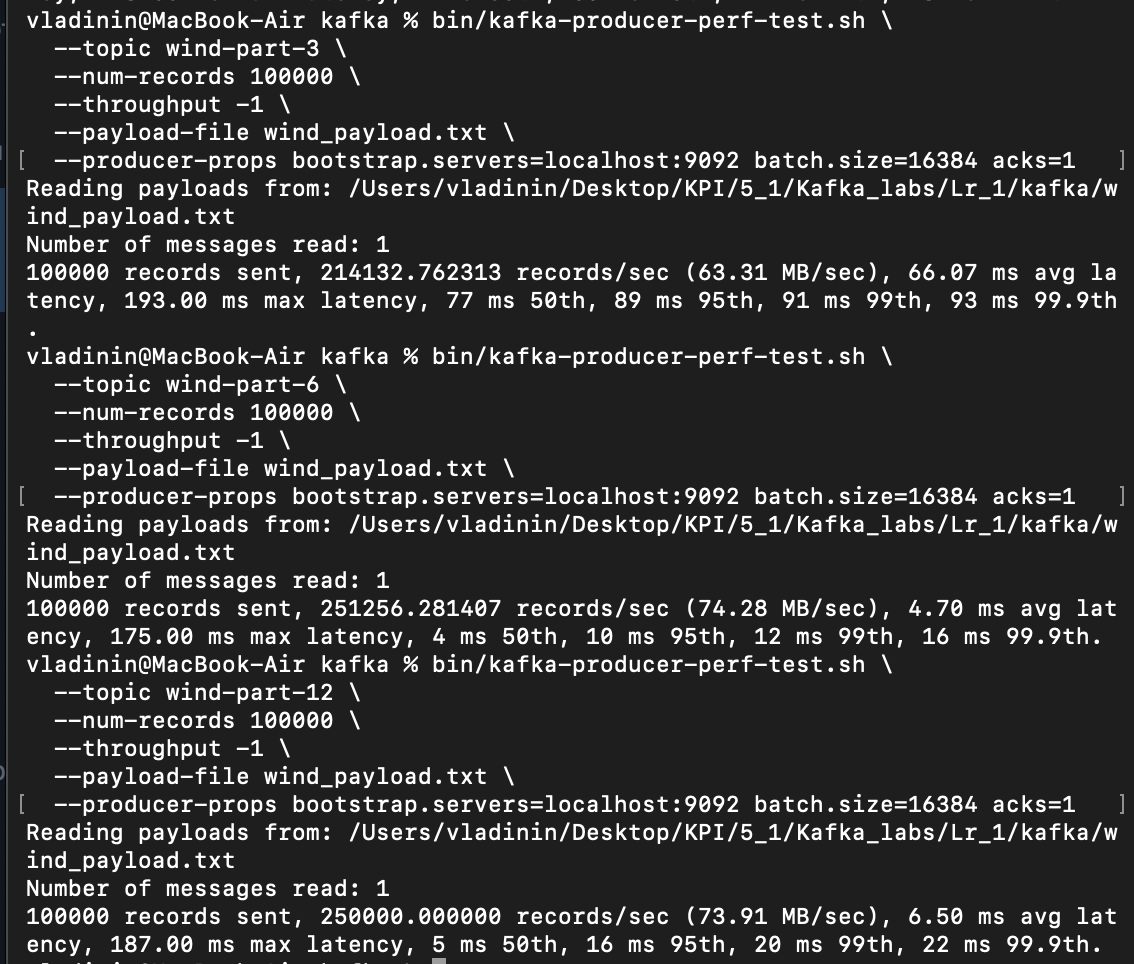 vladinin@MacBook-Air kafka % bin/kafka-producer-perf-test.sh \
  --topic wind-part-3 \
  --num-records 100000 \
  --throughput -1 \
  --payload-file wind_payload.txt \
[  --producer-props bootstrap.servers=localhost:9092 batch.size=16384 acks=1   ]
Reading payloads from: /Users/vladinin/Desktop/KPI/5_1/Kafka_labs/Lr_1/kafka/w
ind_payload.txt
Number of messages read: 1
100000 records sent, 214132.762313 records/sec (63.31 MB/sec), 66.07 ms avg la
tency, 193.00 ms max latency, 77 ms 50th, 89 ms 95th, 91 ms 99th, 93 ms 99.9th
.
vladinin@MacBook-Air kafka % bin/kafka-producer-perf-test.sh \
  --topic wind-part-6 \
  --num-records 100000 \
  --throughput -1 \
  --payload-file wind_payload.txt \
[  --producer-props bootstrap.servers=localhost:9092 batch.size=16384 acks=1   ]
Reading payloads from: /Users/vladinin/Desktop/KPI/5_1/Kafka_labs/Lr_1/kafka/w
ind_payload.txt
Number of messages read: 1
100000 records sent, 251256.281407 records/sec (74.28 MB/sec), 4.70 ms avg lat
ency, 175.00 ms max latency, 4 ms 50th, 10 ms 95th, 12 ms 99th, 16 ms 99.9th.
vladinin@MacBook-Air kafka % bin/kafka-producer-perf-test.sh \
  --topic wind-part-12 \
  --num-records 100000 \
  --throughput -1 \
  --payload-file wind_payload.txt \
[  --producer-props bootstrap.servers=localhost:9092 batch.size=16384 acks=1   ]
Reading payloads from: /Users/vladinin/Desktop/KPI/5_1/Kafka_labs/Lr_1/kafka/w
ind_payload.txt
Number of messages read: 1
100000 records sent, 250000.000000 records/sec (73.91 MB/sec), 6.50 ms avg lat
ency, 187.00 ms max latency, 5 ms 50th, 16 ms 95th, 20 ms 99th, 22 ms 99.9th.